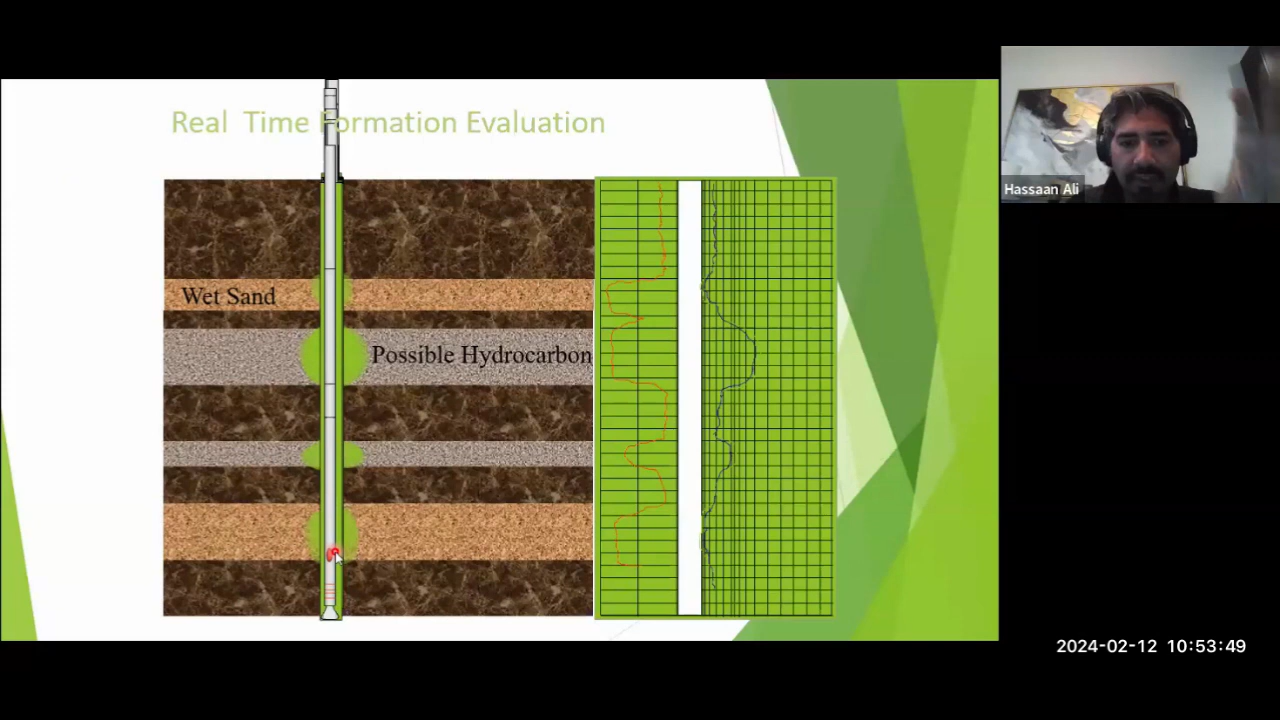 Real  Time Formation Evaluation
Hassaan Ali
Wet Sand
Possible Hydrocarbon
2024-02-12 10:53:49